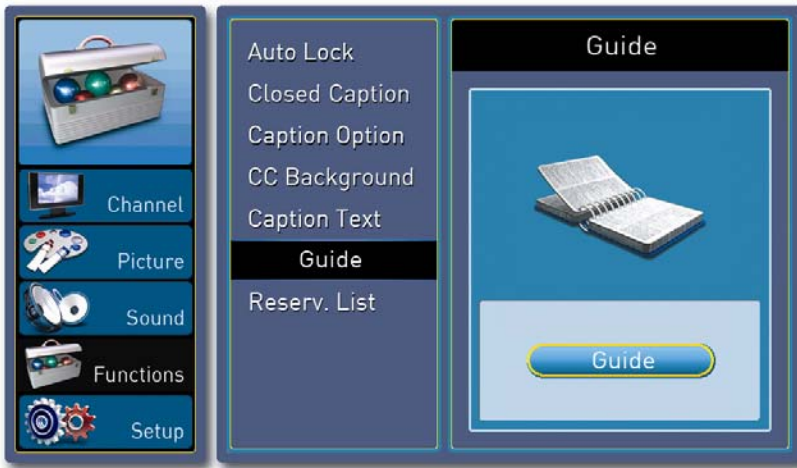 Channel
Picture
Sound
Functions
Setup
Auto Lock
Closed Caption
Caption Option
CC Background
Caption Text
Guide
Reserv. List
Guide
Guide